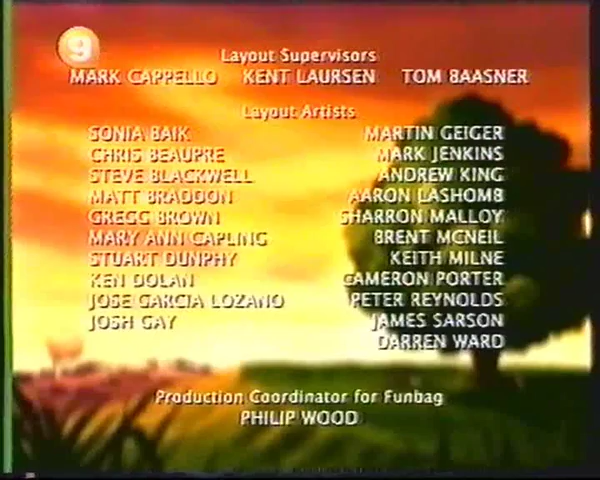 9
Layout Supervisors
MARK CAPPELLO KENT LAURSEN TOM BAASNER
Layout Artists
SONIA BAIK MARTIN GEIGER
CHRIS BEAUPRE MARK JENKINS
STEVE BLACKWELL ANDREW KING
MATT BRADDON AARON LASHOMB
GREGG BROWN SHARRON MALLOY
MARY ANN CAPLING BRENT MCNEIL
STUART DUNPHY KEITH MILNE
KEN DOLAN CAMERON PORTER
JOSE GARCIA LOZANO PETER REYNOLDS
JOSH GAY JAMES SARSON
DARREN WARD
Production Coordinator for Funbag
PHILIP WOOD